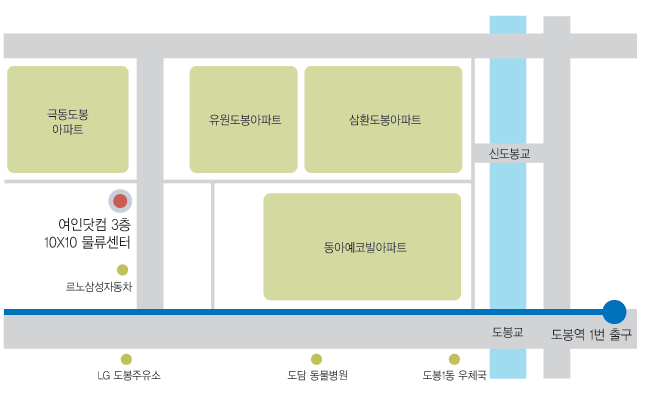 극동도봉
아파트
유원도봉아파트
삼환도봉아파트
신도봉교
여인닷컴 3층
10X10 물류센터
동아예코빌아파트
르노삼성자동차
도봉교
도봉역 1번 출구
LG 도봉주유소
도담 동물병원
도봉1동 우체국